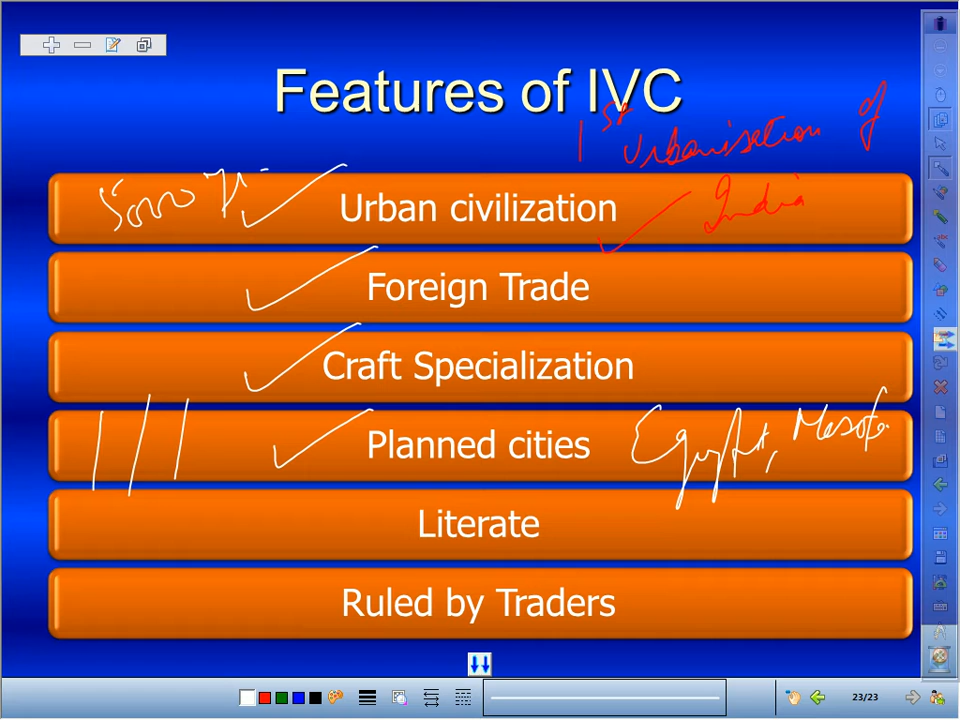 Features of IVC
1st Urbanisation of
India
Urban civilization
Foreign Trade
Craft Specialization
Planned cities
Egypt, Mesopo
Literate
Ruled by Traders
23/23